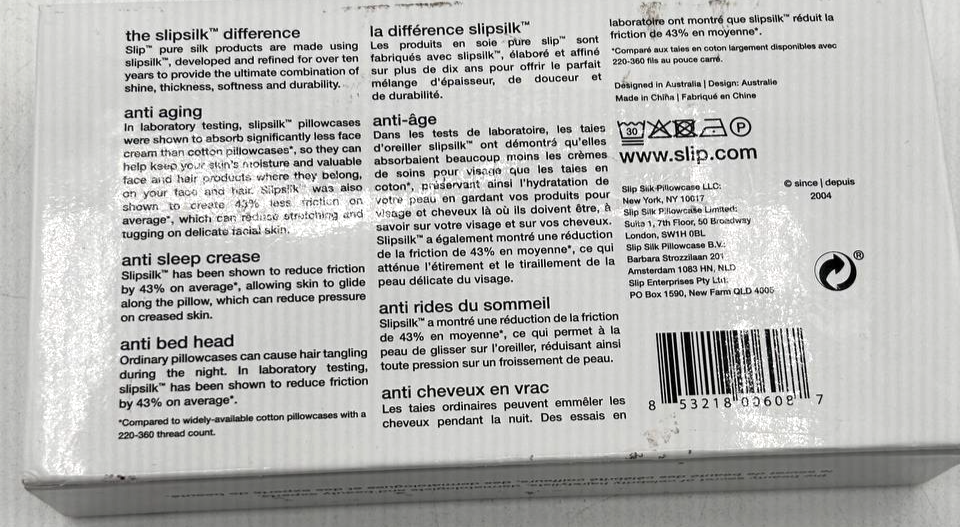 the slipsilk™ difference
Slip™ pure silk products are made using
slipsilk™, developed and refined for over ten
years to provide the ultimate combination of
shine, thickness, softness and durability.
anti aging
In laboratory testing, slipsilk™ pillowcases
were shown to absorb significantly less face
cream than cotton pillowcases*, so they can
help keep your skin's moisture and valuable
face and hair products where they belong,
on your face and hair. Slipsilk™ was also
shown to create 43% less friction on
average*, which can reduce stretching and
tugging on delicate facial skin.
anti sleep crease
Slipsilk™ has been shown to reduce friction
by 43% on average*, allowing skin to glide
along the pillow, which can reduce pressure
on creased skin.
anti bed head
Ordinary pillowcases can cause hair tangling
during the night. In laboratory testing,
slipsilk™ has been shown to reduce friction
by 43% on average*.
*Compared to widely-available cotton pillowcases with a
220-360 thread count.
la différence slipsilk™
Les produits en soie pure slip™ sont
fabriqués avec slipsilk™, élaboré et affiné
sur plus de dix ans pour offrir le parfait
mélange d'épaisseur, de douceur et
de durabilité.
anti-âge
Dans les tests de laboratoire, les taies
d'oreiller slipsilk™ ont démontré qu'elles
absorbaient beaucoup moins les crèmes
de soins pour visage que les taies en
coton*, préservant ainsi l'hydratation de
votre peau en gardant vos produits pour
visage et cheveux là où ils doivent être, à
savoir sur votre visage et sur vos cheveux.
Slipsilk™ a également montré une réduction
de la friction de 43% en moyenne*, ce qui
atténue l'étirement et le tiraillement de la
peau délicate du visage.
anti rides du sommeil
Slipsilk™ a montré une réduction de la friction
de 43% en moyenne*, ce qui permet à la
peau de glisser sur l'oreiller, réduisant ainsi
toute pression sur un froissement de peau.
anti cheveux en vrac
Les taies ordinaires peuvent emmêler les
cheveux pendant la nuit. Des essais en
laboratoire ont montré que slipsilk™ réduit la
friction de 43% en moyenne*.
*Comparé aux taies en coton largement disponibles avec
220-360 fils au pouce carré.
Designed in Australia | Design: Australie
Made in China | Fabriqué en Chine
30 P
www.slip.com
Slip Silk Pillowcase LLC:
New York, NY 10017
Slip Silk Pillowcase Limited:
Suite 1, 7th Floor, 50 Broadway
London, SW1H 0BL
Slip Silk Pillowcase B.V.:
Barbara Strozzilaan 201
Amsterdam 1083 HN, NLD
Slip Enterprises Pty Ltd:
PO Box 1590, New Farm QLD 4005
© since | depuis
2004
®
8 53218 00608 7